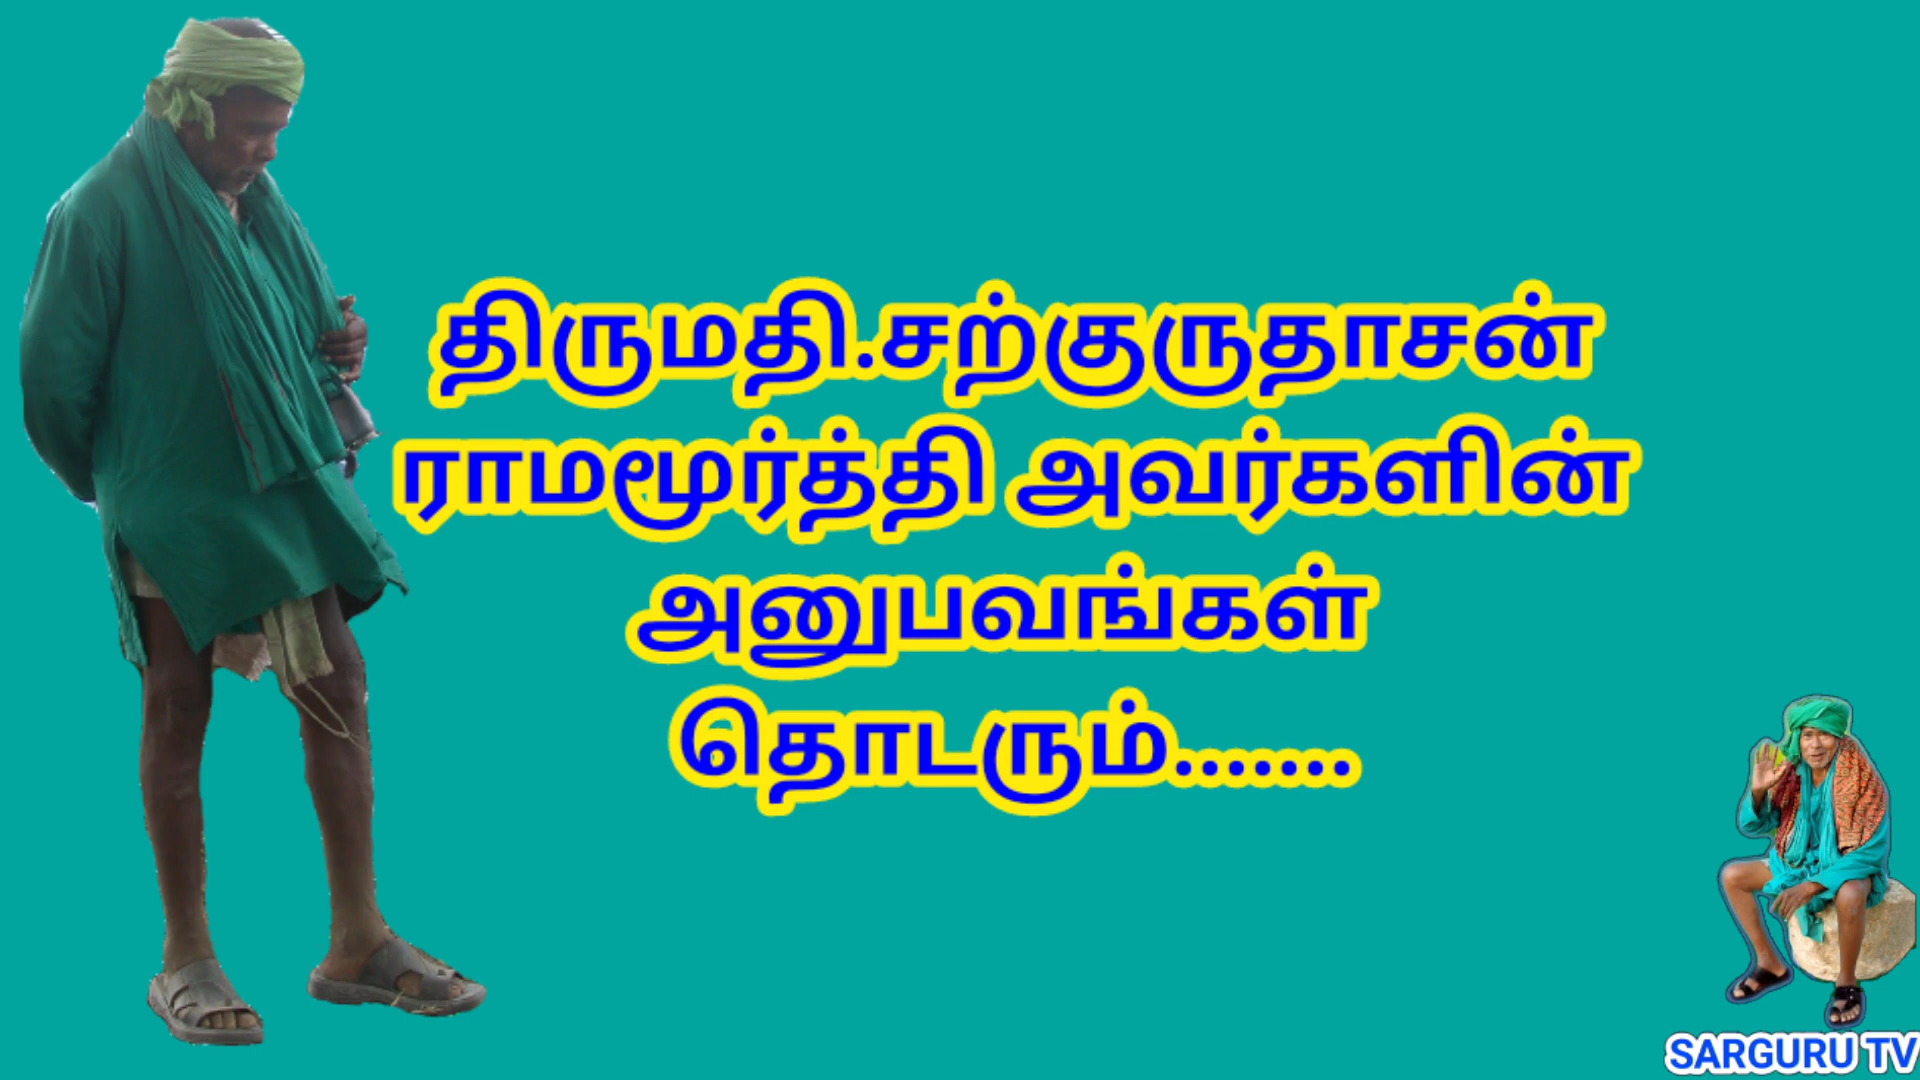 திருமதி.சற்குருதாசன்
ராமமூர்த்தி அவர்களின்
அனுபவங்கள்
தொடரும்.......
SARGURU TV